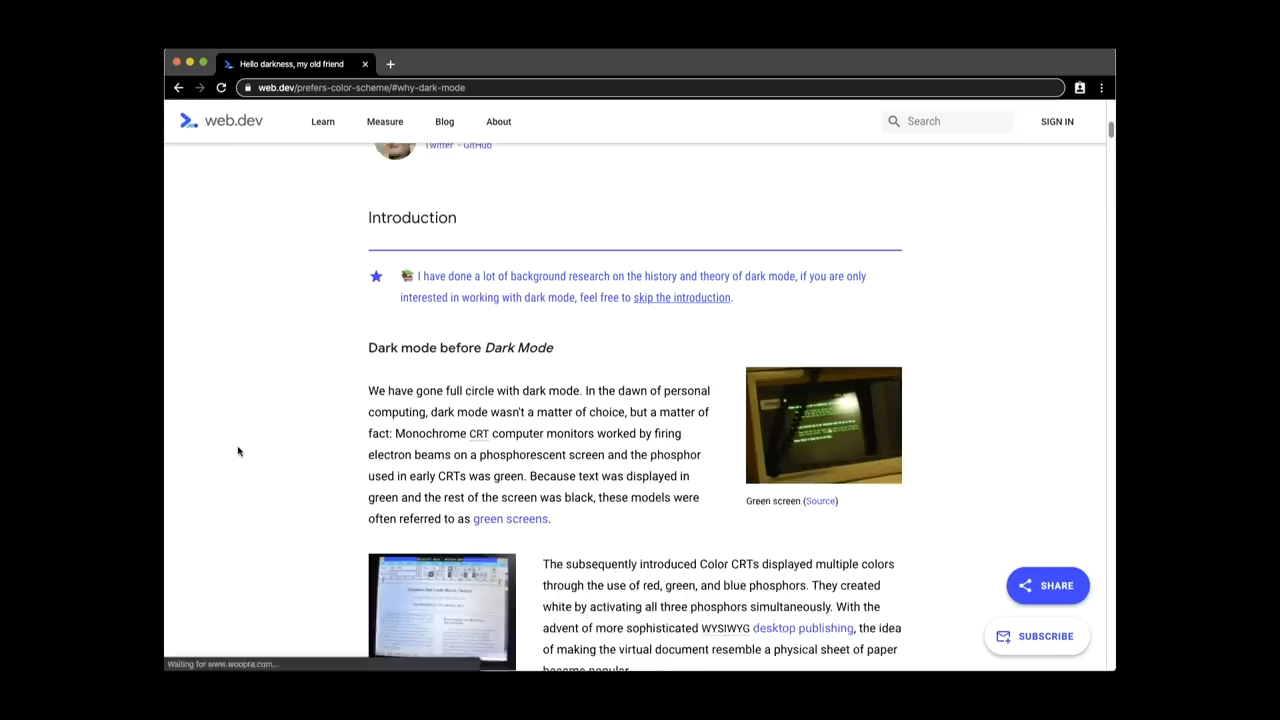 Hello darkness, my old friend
web.dev/prefers-color-scheme/#why-dark-mode
web.dev
Learn
Measure
Blog
About
Search
SIGN IN
Twitter · GitHub
Introduction
📚 I have done a lot of background research on the history and theory of dark mode, if you are only
interested in working with dark mode, feel free to skip the introduction.
Dark mode before Dark Mode
We have gone full circle with dark mode. In the dawn of personal
computing, dark mode wasn't a matter of choice, but a matter of
fact: Monochrome CRT computer monitors worked by firing
electron beams on a phosphorescent screen and the phosphor
used in early CRTs was green. Because text was displayed in
green and the rest of the screen was black, these models were
often referred to as green screens.
Green screen (Source)
The subsequently introduced Color CRTs displayed multiple colors
through the use of red, green, and blue phosphors. They created
white by activating all three phosphors simultaneously. With the
advent of more sophisticated WYSIWYG desktop publishing, the idea
of making the virtual document resemble a physical sheet of paper
became popular.
SHARE
SUBSCRIBE
Waiting for www.woopra.com...